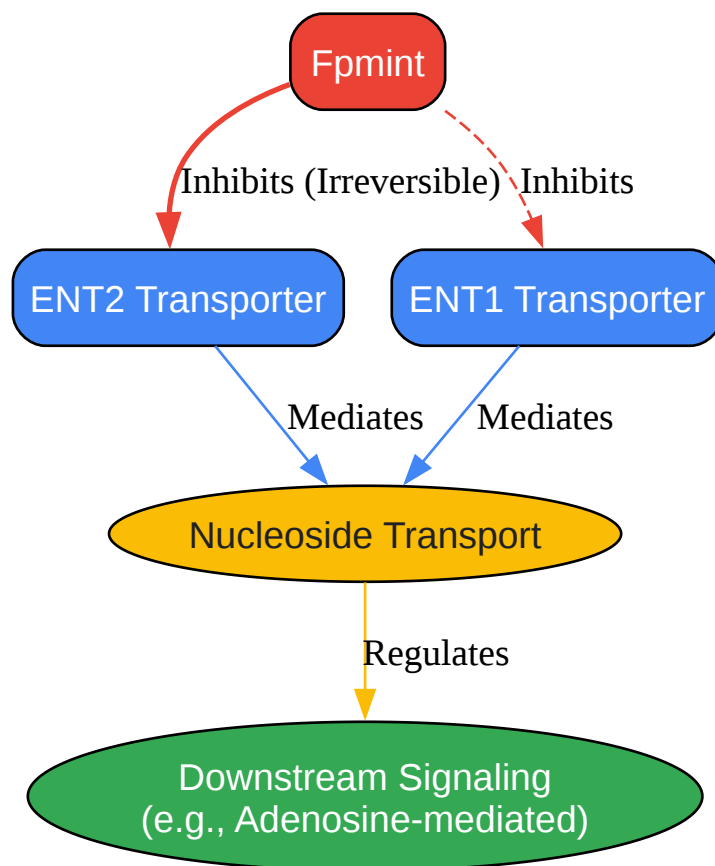 Fpmint
Inhibits (Irreversible)
Inhibits
ENT2 Transporter
ENT1 Transporter
Mediates
Mediates
Nucleoside Transport
Regulates
Downstream Signaling
(e.g., Adenosine-mediated)